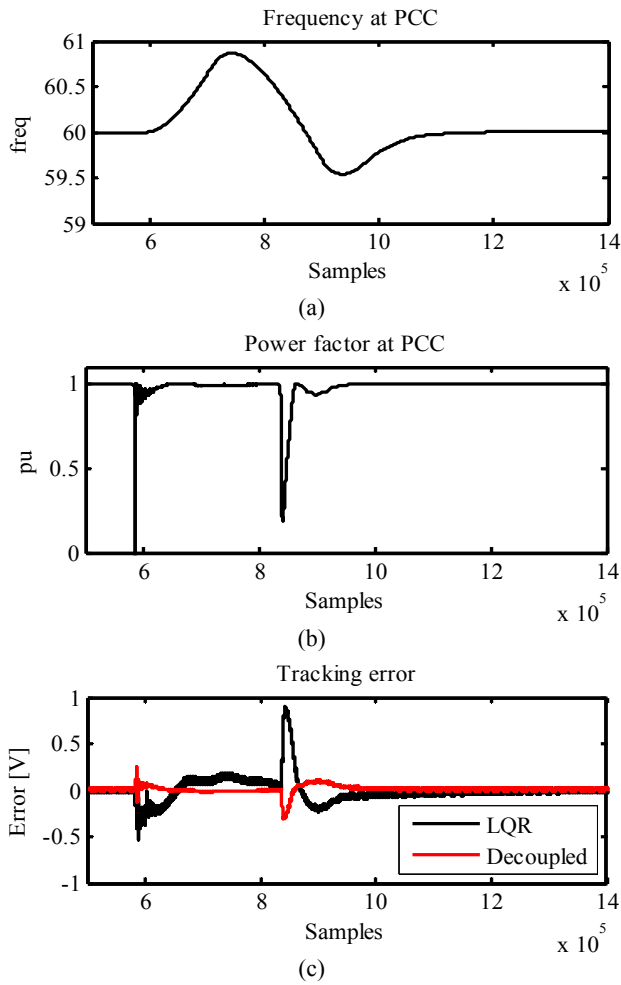 Frequency at PCC
61
60.5
60
59.5
59
freq
6 8 10 12 14
Samples
x 10^5
(a)
Power factor at PCC
1
0.5
0
pu
6 8 10 12 14
Samples
x 10^5
(b)
Tracking error
1
0.5
0
-0.5
-1
Error [V]
LQR
Decoupled
6 8 10 12 14
Samples
x 10^5
(c)